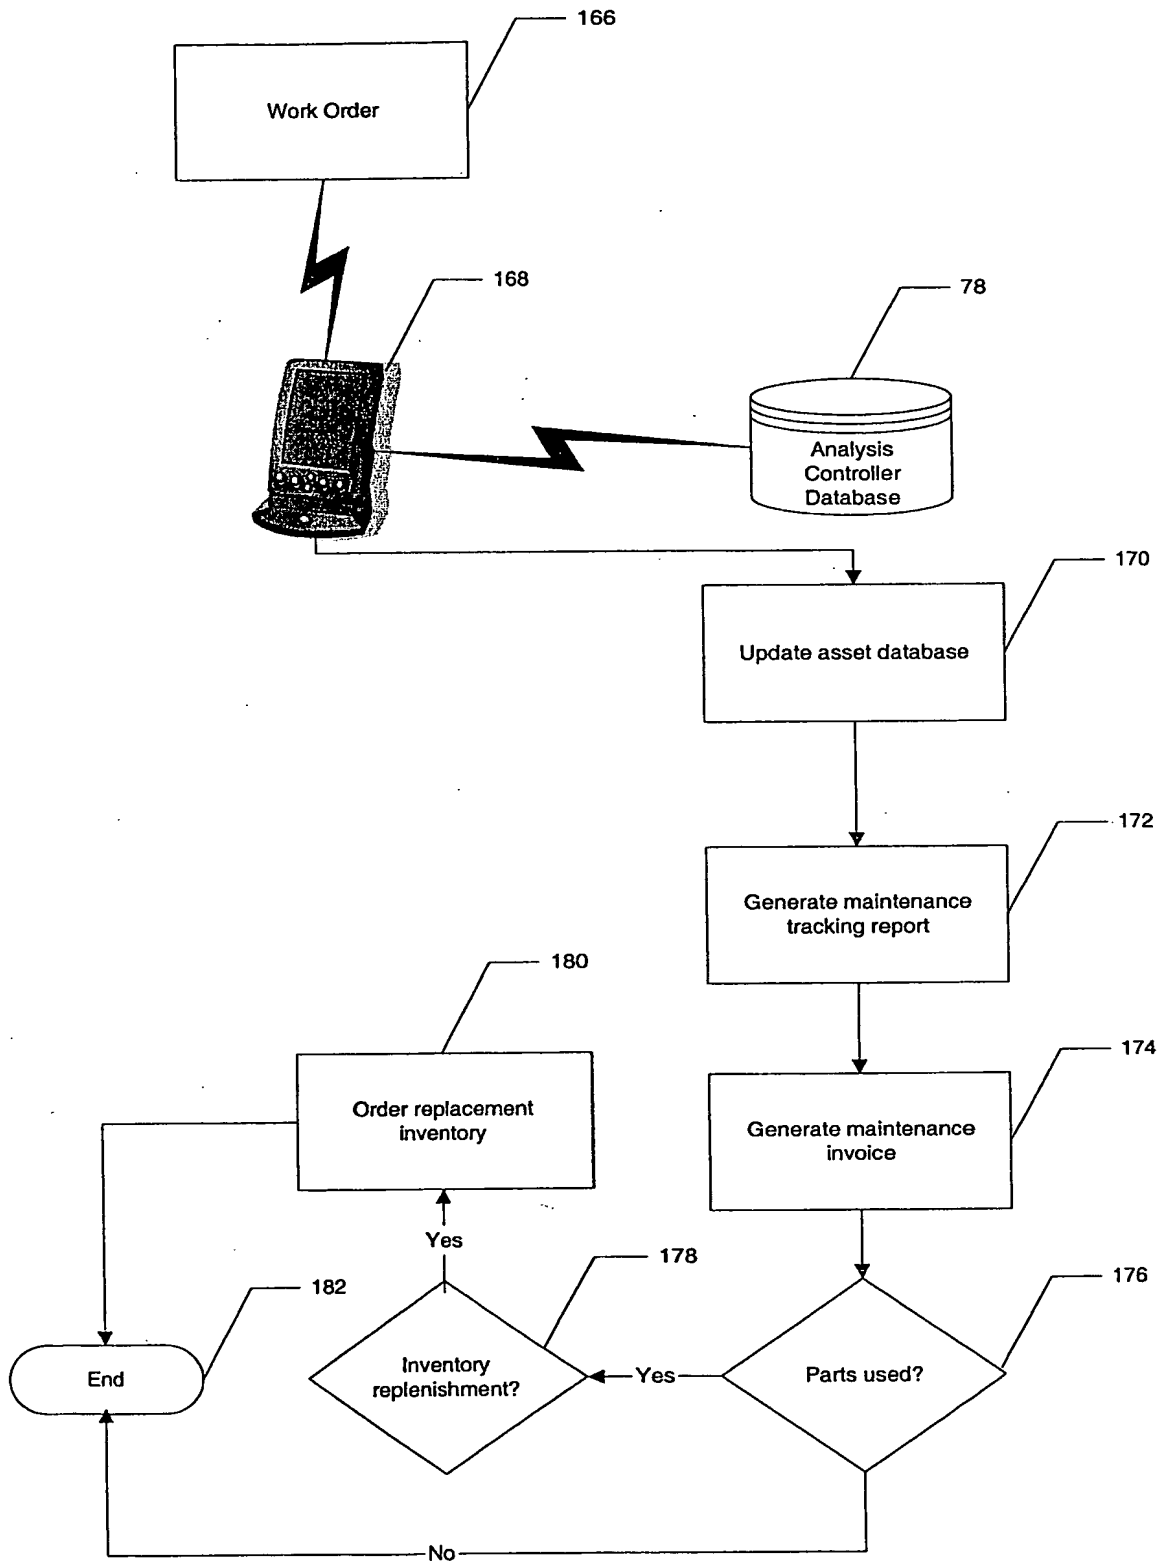 166
Work Order
168
78
Analysis
Controller
Database
170
Update asset database
172
Generate maintenance
tracking report
180
174
Order replacement
inventory
Generate maintenance
invoice
Yes
178
176
182
End
Inventory
replenishment?
Yes
Parts used?
No